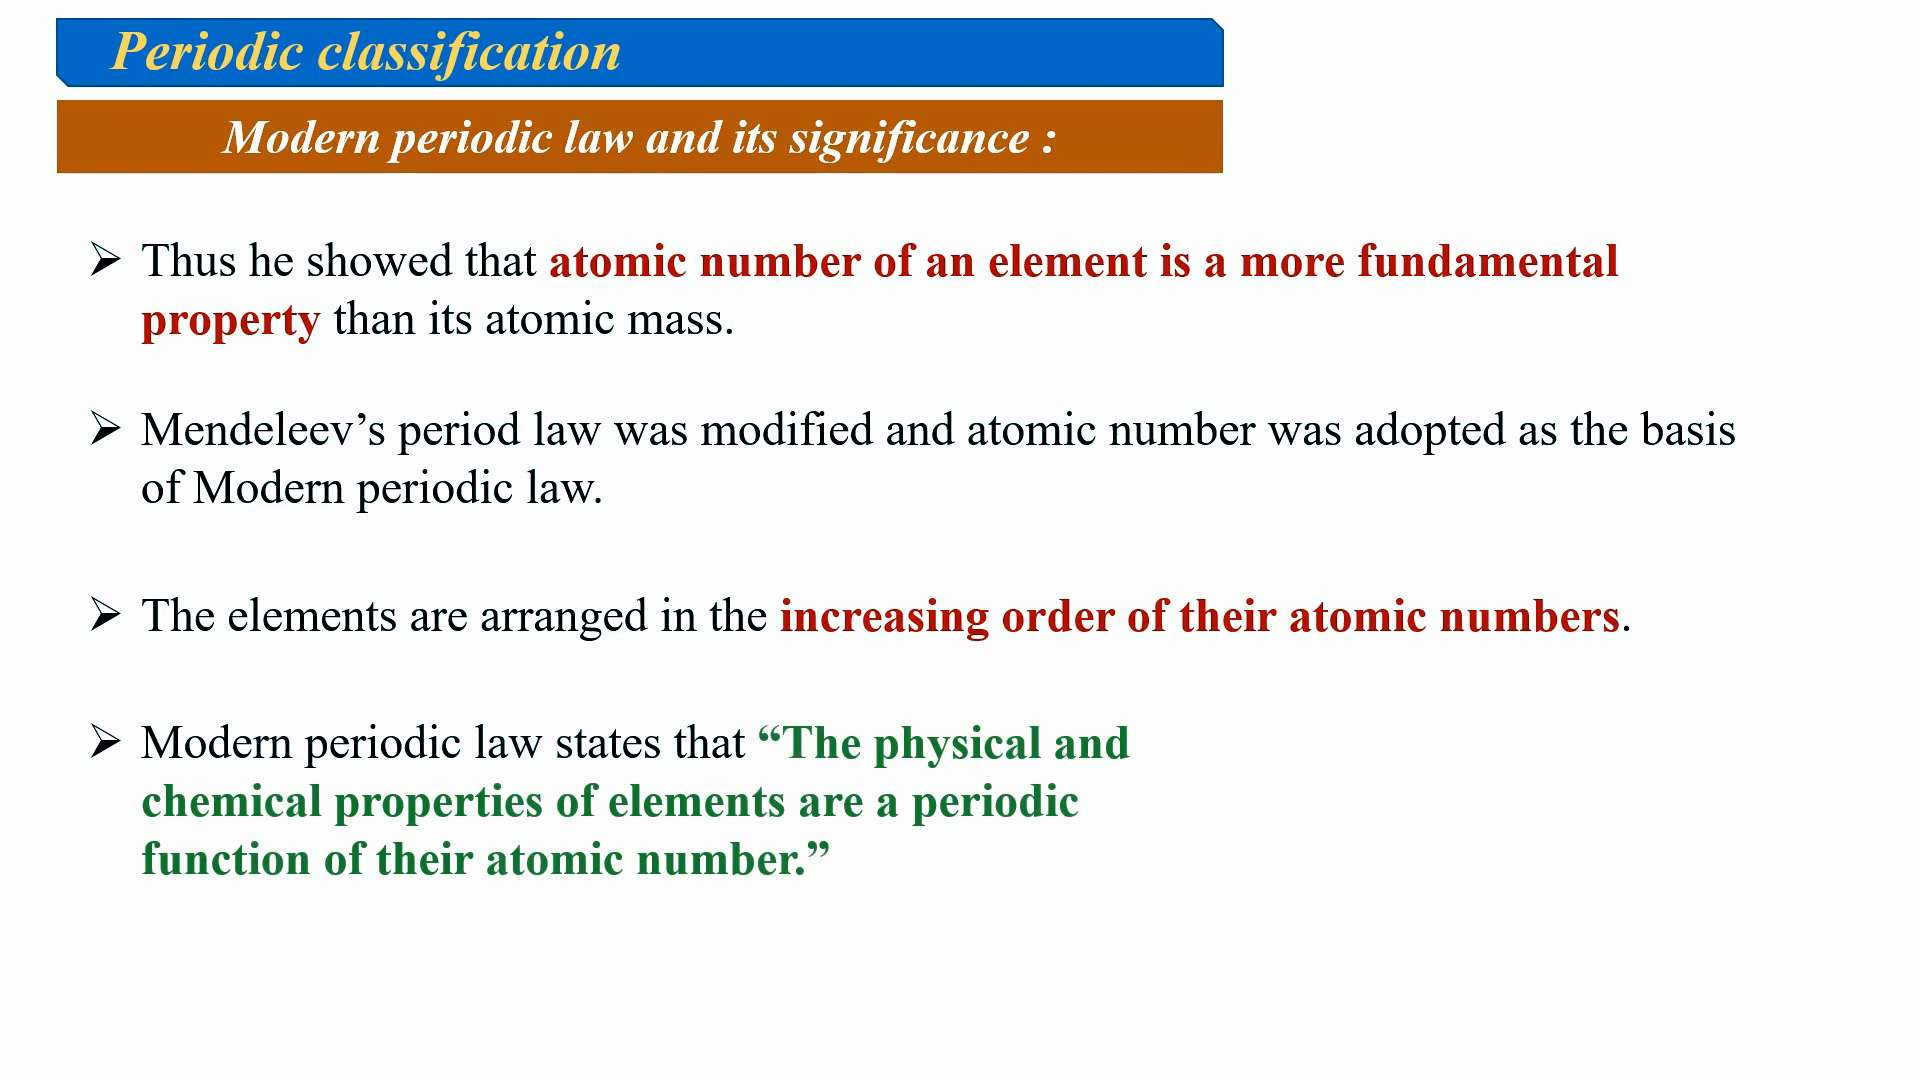 Periodic classification
Modern periodic law and its significance :
➢ Thus he showed that atomic number of an element is a more fundamental
property than its atomic mass.
➢ Mendeleev’s period law was modified and atomic number was adopted as the basis
of Modern periodic law.
➢ The elements are arranged in the increasing order of their atomic numbers.
➢ Modern periodic law states that “The physical and
chemical properties of elements are a periodic
function of their atomic number.”